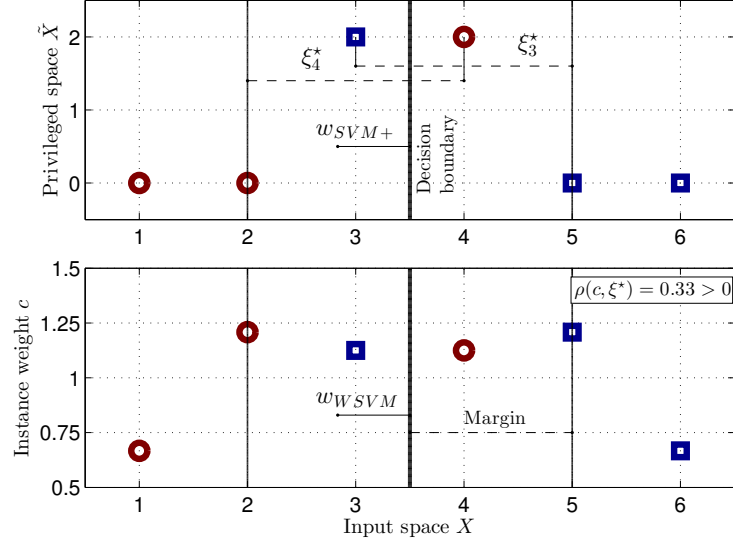 Privileged space X̃
2
1
0
ξ₄*
ξ₃*
w_{SVM+}
Decision boundary
1 2 3 4 5 6
Instance weight c
1.5
1.25
1
0.75
0.5
ρ(c, ξ*) = 0.33 > 0
w_{WSVM}
Margin
1 2 3 4 5 6
Input space X